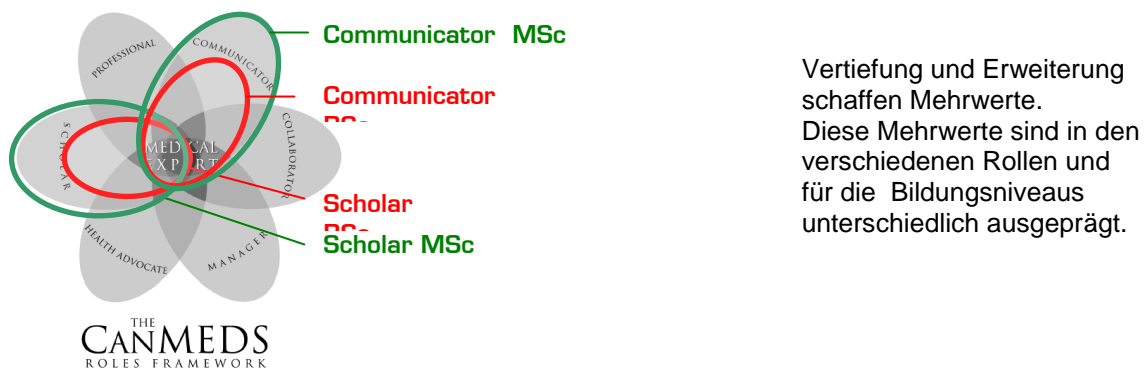 PROFESSIONAL
COMMUNICATOR
COLLABORATOR
MANAGER
HEALTH ADVOCATE
SCHOLAR
MEDICAL
EXPERT
THE
CANMEDS
ROLES FRAMEWORK
Communicator MSc
Communicator
Scholar
Scholar MSc
Vertiefung und Erweiterung
schaffen Mehrwerte.
Diese Mehrwerte sind in den
verschiedenen Rollen und
für die Bildungsniveaus
unterschiedlich ausgeprägt.